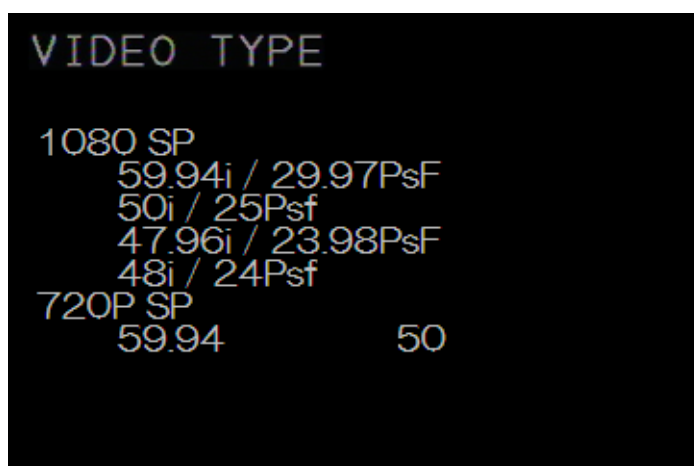 VIDEO TYPE
1080 SP
59.94i / 29.97PsF
50i / 25Psf
47.96i / 23.98PsF
48i / 24Psf
720P SP
59.94 50